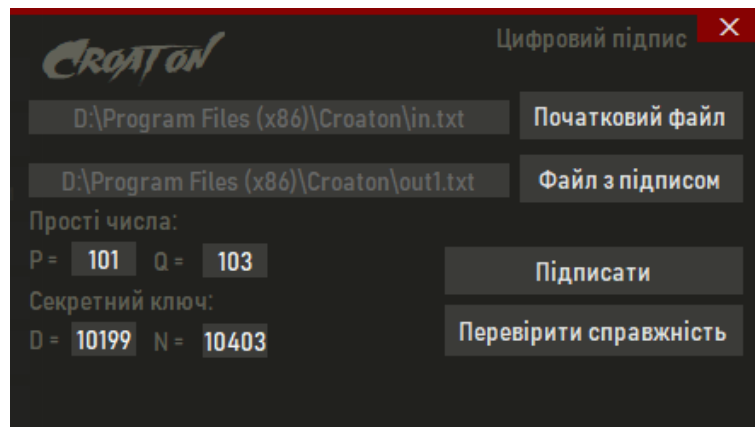 CROATON
Цифровий підпис
X
D:\Program Files (x86)\Croaton\in.txt
Початковий файл
D:\Program Files (x86)\Croaton\out1.txt
Файл з підписом
Прості числа:
P = 101 Q = 103
Підписати
Секретний ключ:
D = 10199 N = 10403
Перевірити справжність